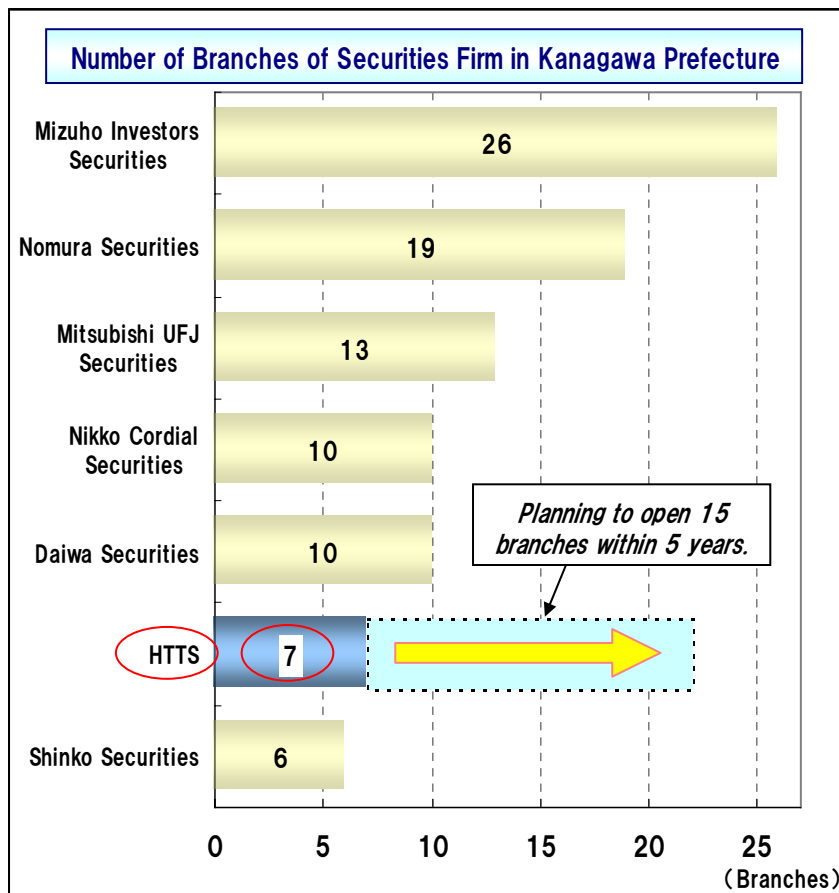 Number of Branches of Securities Firm in Kanagawa Prefecture
Mizuho Investors
Securities
26
Nomura Securities
19
Mitsubishi UFJ
Securities
13
Nikko Cordial
Securities
10
Planning to open 15
branches within 5 years.
Daiwa Securities
10
HTTS
7
Shinko Securities
6
0 5 10 15 20 25
(Branches)